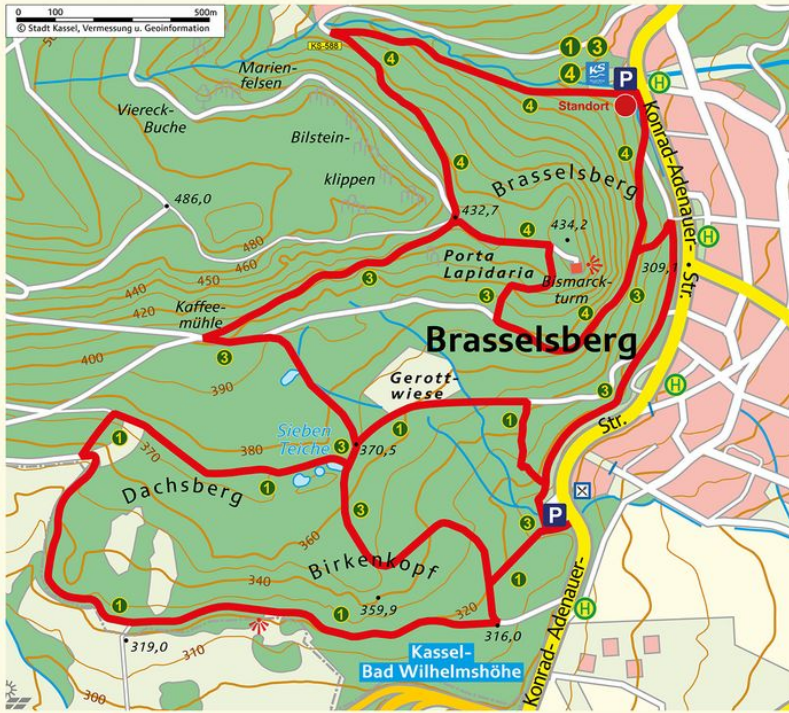 0 100 500m
© Stadt Kassel, Vermessung u. Geoinformation
KS-588
1 3
4 KS P H
Standort
Marien-
felsen
4
4
Viereck-
Buche
Bilstein-
klippen
4
4
Brasselsberg
Konrad-Adenauer-
Str.
486,0
432,7
4
434,2
H
480
450
460
Porta
Lapidaria
Bismarck-
turm
309,1
440
420
3
3
4
3
Kaffee-
mühle
Brasselsberg
400
3
390
Gerott-
wiese
3
H
1
Sieben
Teiche
1
1
Str.
370
380
3
370,5
Dachsberg
1
3
P
3
360
Birkenkopf
1
340
320
1
1
359,9
H
316,0
319,0
310
300
Kassel-
Bad Wilhelmshöhe
Konrad-Adenauer-